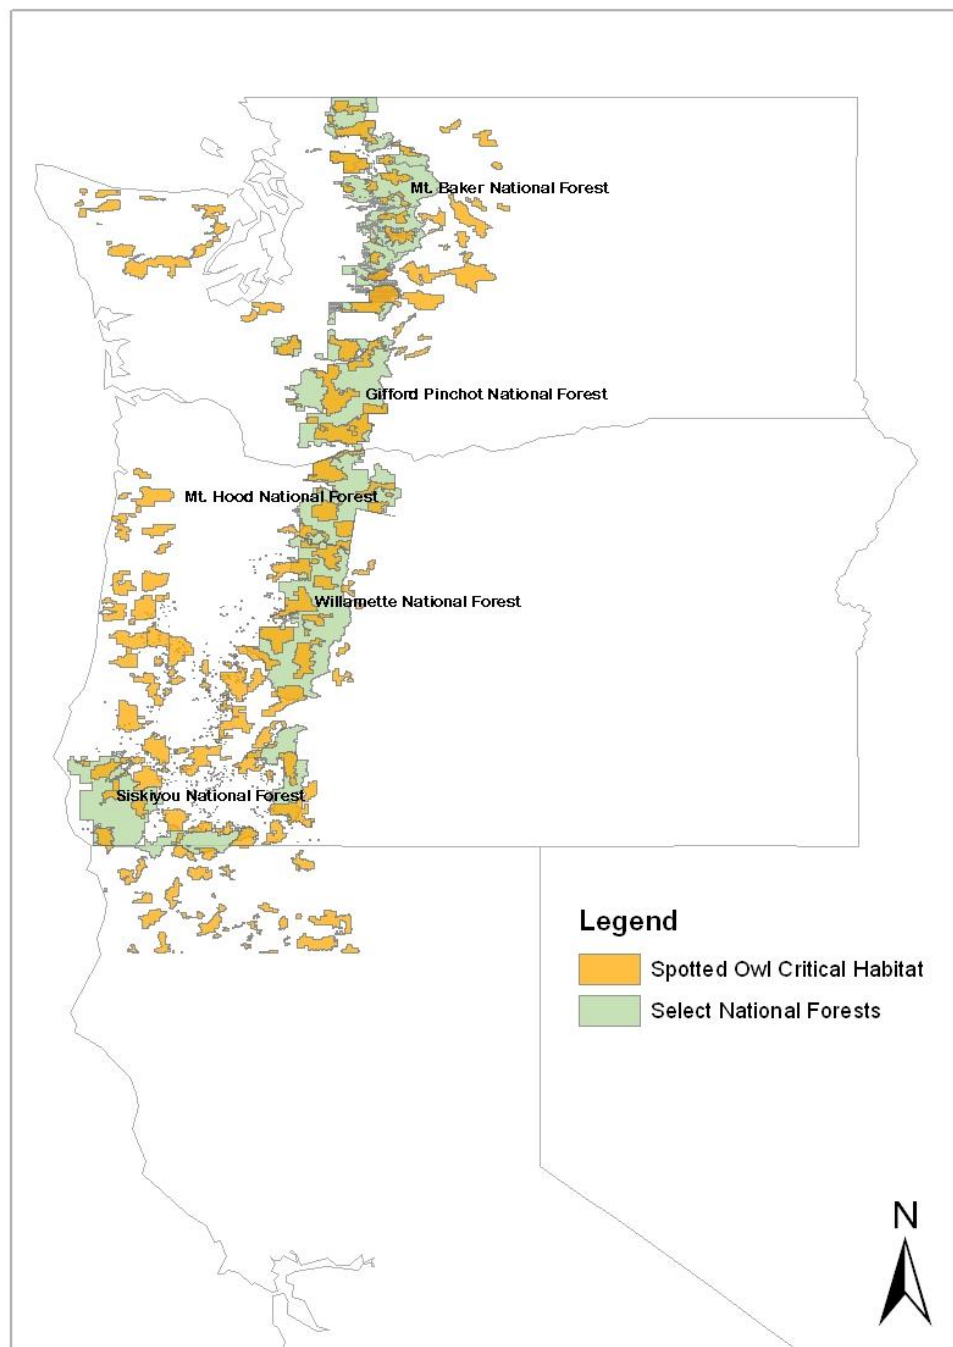 Mt. Baker National Forest
Gifford Pinchot National Forest
Mt. Hood National Forest
Willamette National Forest
Siskiyou National Forest
Legend
Spotted Owl Critical Habitat
Select National Forests
N